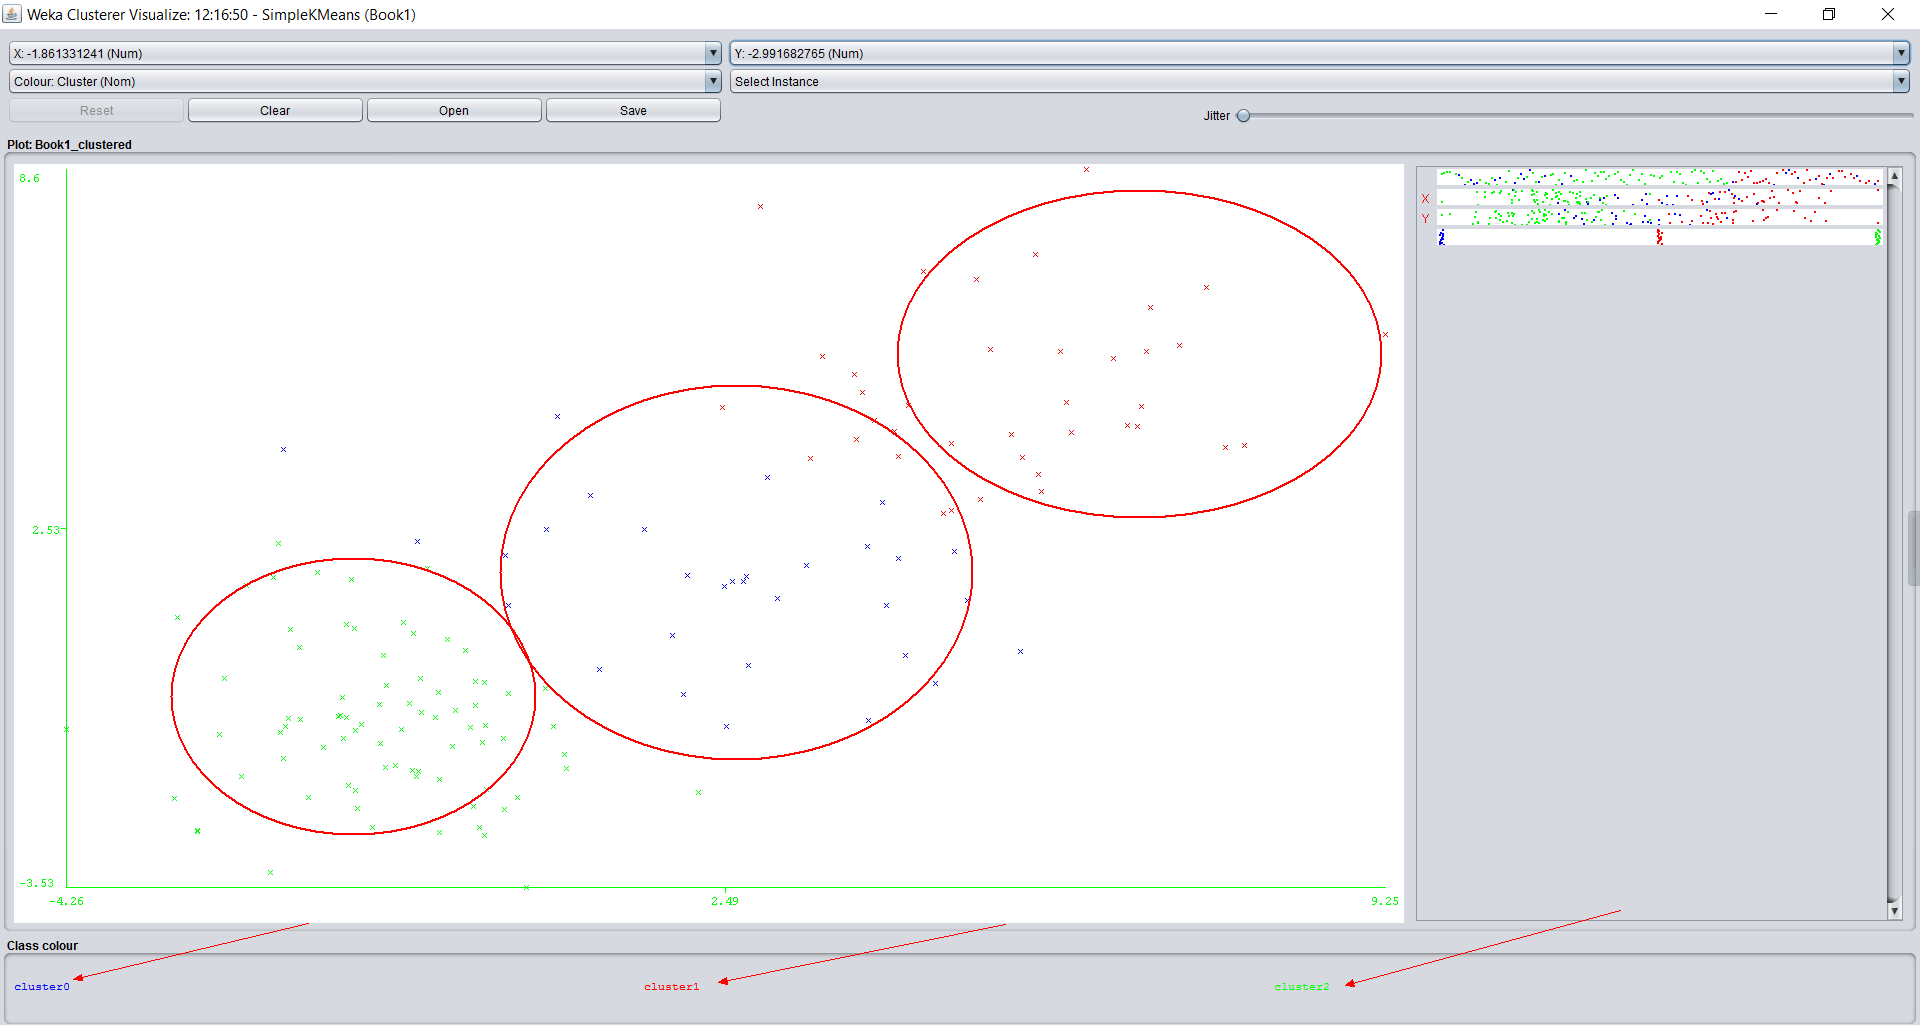 Weka Clusterer Visualize: 12:16:50 - SimpleKMeans (Book1)
X: -1.861331241 (Num)
Y: -2.991682765 (Num)
Colour: Cluster (Nom)
Select Instance
Reset
Clear
Open
Save
Jitter
Plot: Book1_clustered
8.6
2.53
-3.53
-4.26
2.49
9.25
X
Y
Class colour
cluster0
cluster1
cluster2